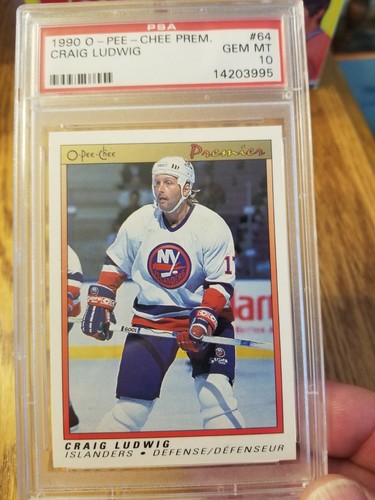 PSA
1990 O-PEE-CHEE PREM. #64
CRAIG LUDWIG GEM MT
10
14203995
O-Pee-Chee Premier
NY
17
CRAIG LUDWIG
ISLANDERS • DEFENSE/DÉFENSEUR